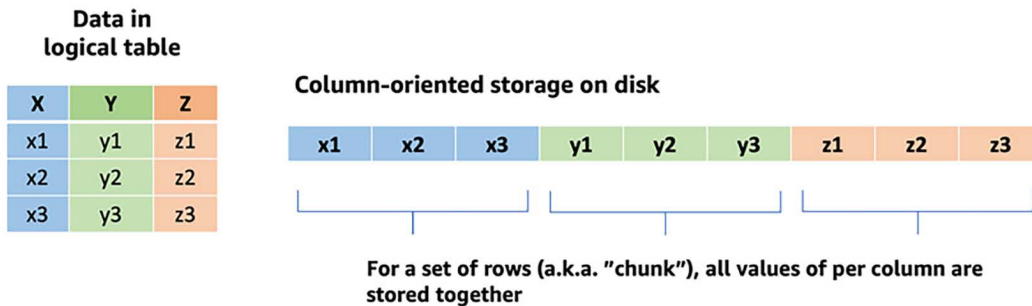 Data in
logical table
X Y Z
x1 y1 z1
x2 y2 z2
x3 y3 z3
Column-oriented storage on disk
x1 x2 x3 y1 y2 y3 z1 z2 z3
For a set of rows (a.k.a. ”chunk”), all values of per column are
stored together